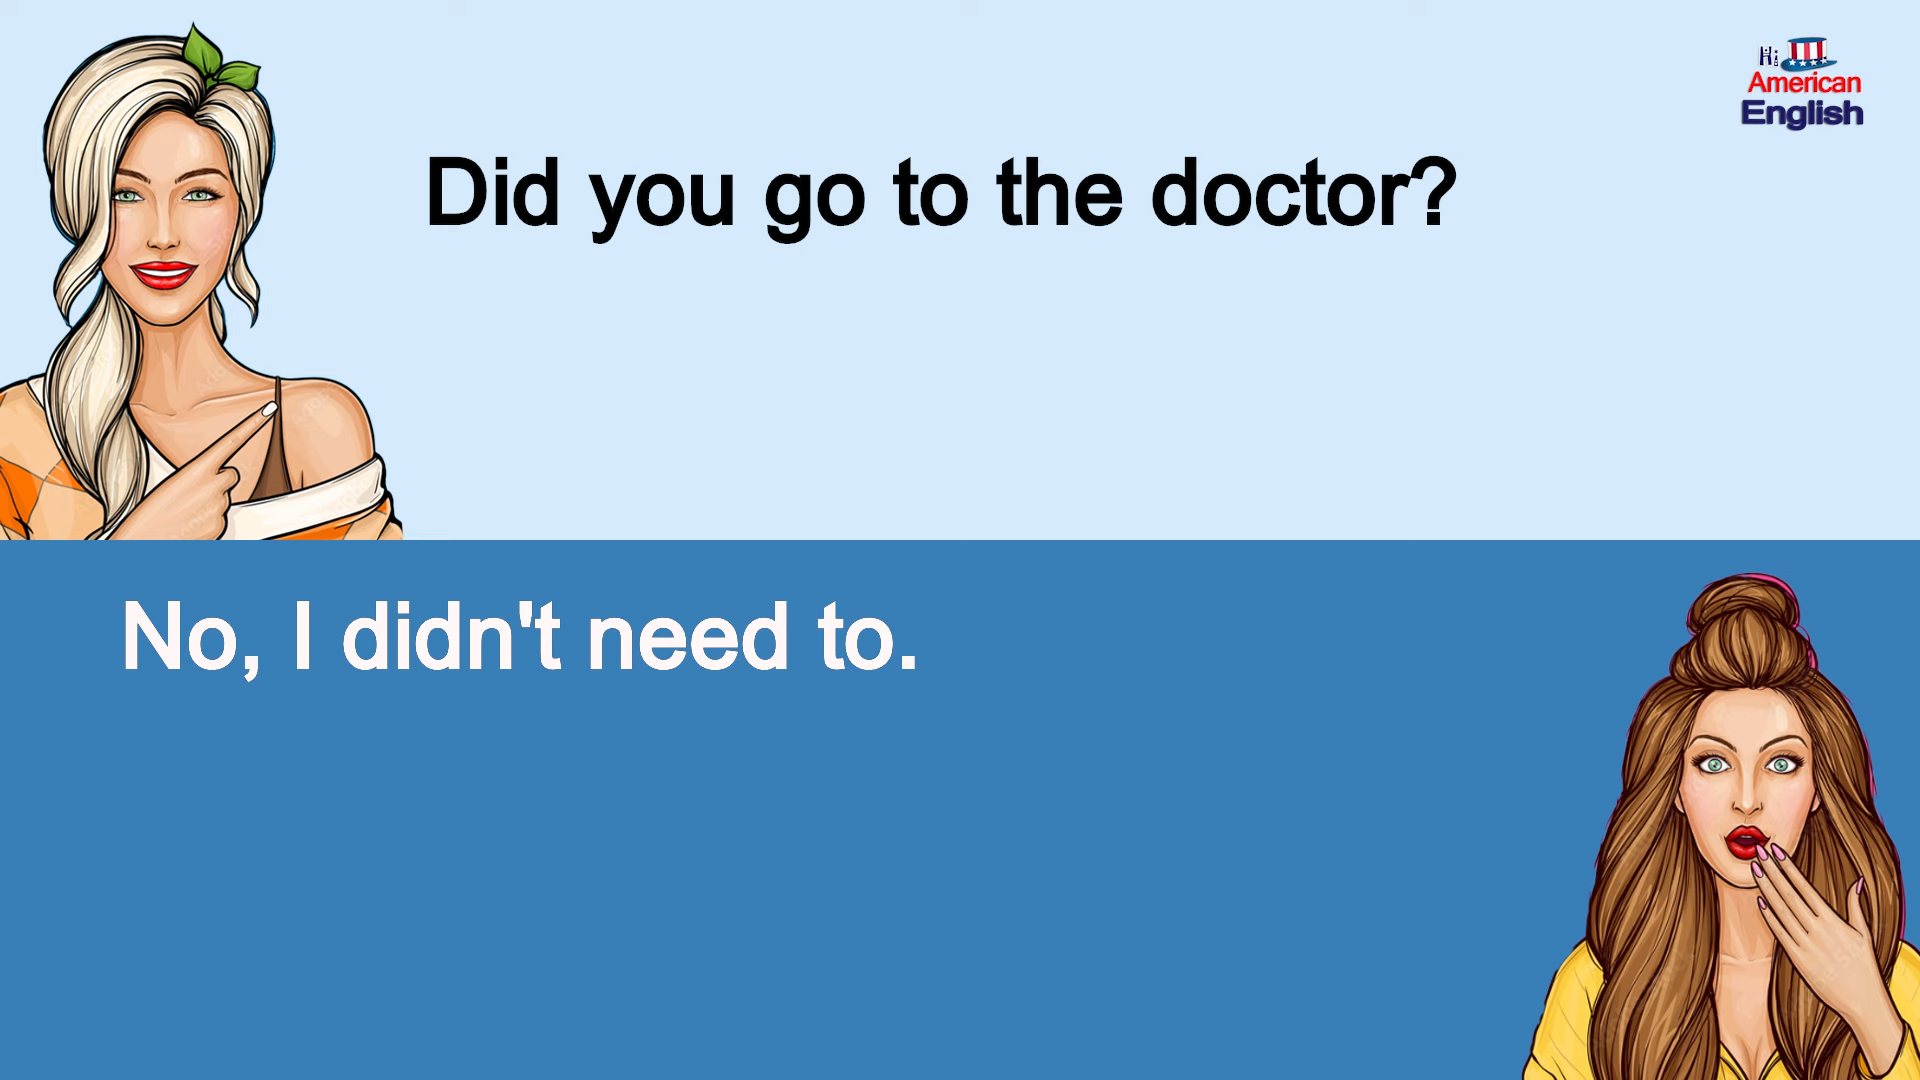 Hi
American
English
Did you go to the doctor?
No, I didn't need to.